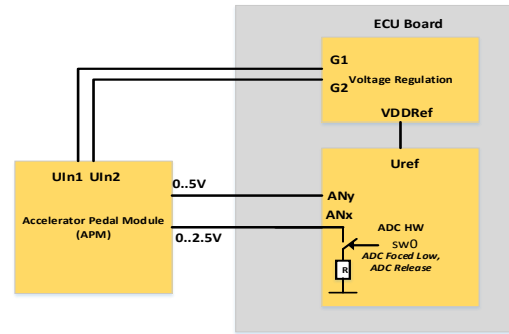 ECU Board
G1
Voltage Regulation
G2
VDDRef
Uref
UIn1 UIn2
0..5V
ANy
Accelerator Pedal Module
(APM)
ANx
0..2.5V
ADC HW
sw0
ADC Foced Low,
ADC Release
R